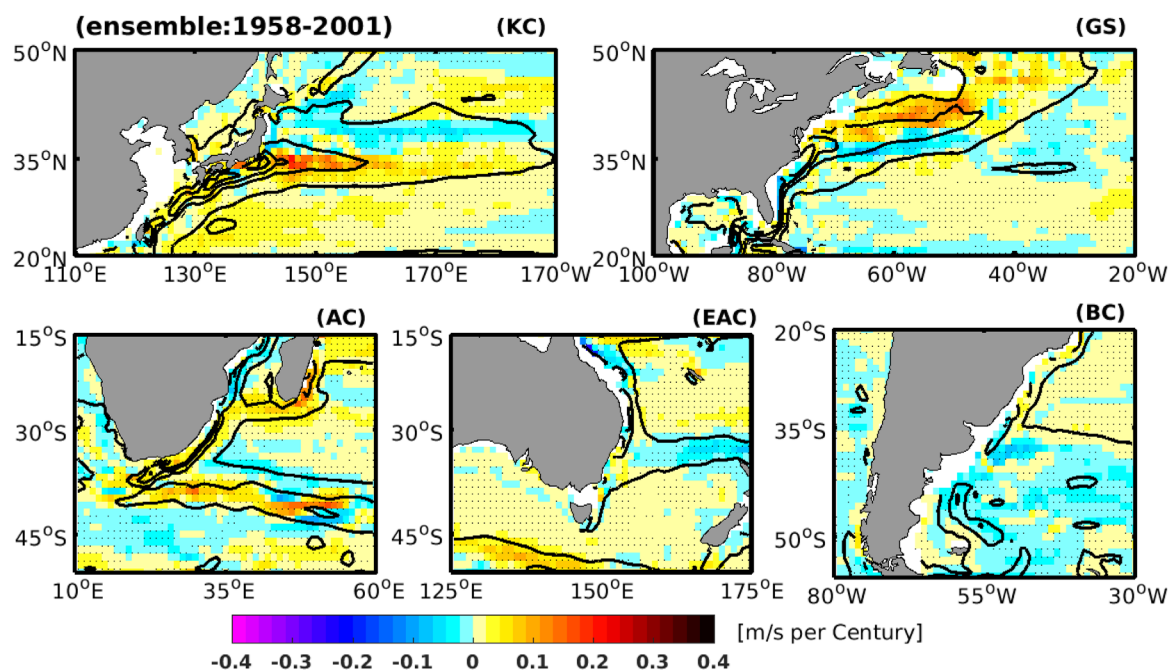 (ensemble:1958-2001) (KC) (GS)
50°N 50°N
35°N 35°N
20°N 20°N
110°E 130°E 150°E 170°E 170°W 100°W 80°W 60°W 40°W 20°W
(AC) (EAC) (BC)
15°S 15°S 20°S
30°S 30°S 35°S
45°S 45°S 50°S
10°E 35°E 60°E 125°E 150°E 175°E 80°W 55°W 30°W
[m/s per Century]
-0.4 -0.3 -0.2 -0.1 0 0.1 0.2 0.3 0.4